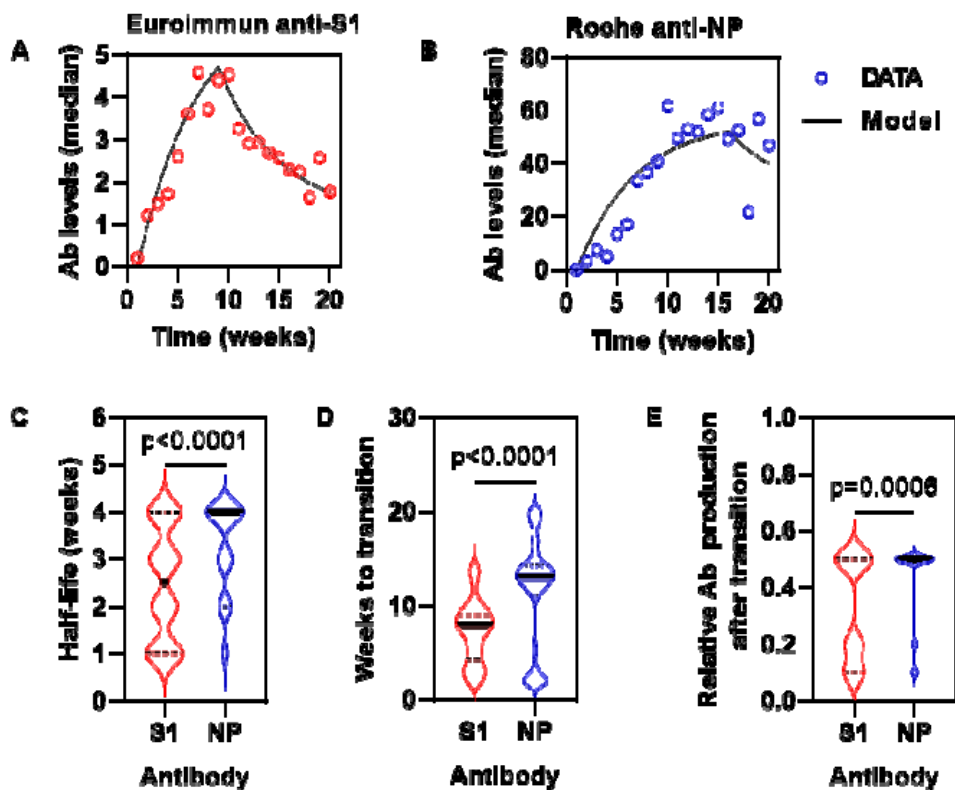 A
Euroimmun anti-S1
Ab levels (median)
5
4
3
2
1
0
0 5 10 15 20
Time (weeks)
B
Roche anti-NP
Ab levels (median)
80
60
40
20
0
0 5 10 15 20
Time (weeks)
DATA
Model
C
Half-life (weeks)
6
5
4
3
2
1
0
p<0.0001
S1 NP
Antibody
D
Weeks to transition
30
20
10
0
p<0.0001
S1 NP
Antibody
E
Relative Ab production
after transition
1.0
0.8
0.6
0.4
0.2
0.0
p=0.0006
S1 NP
Antibody